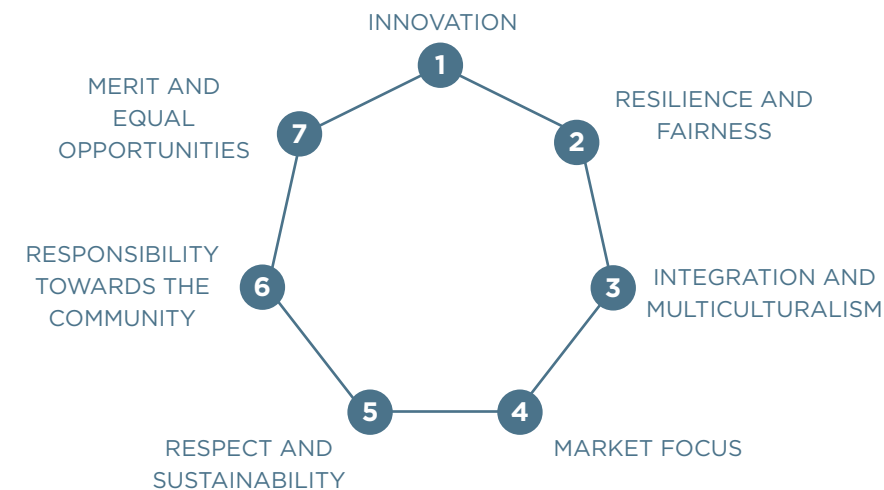 INNOVATION
1
RESILIENCE AND
FAIRNESS
2
INTEGRATION AND
MULTICULTURALISM
3
MARKET FOCUS
4
RESPECT AND
SUSTAINABILITY
5
RESPONSIBILITY
TOWARDS THE
COMMUNITY
6
MERIT AND
EQUAL
OPPORTUNITIES
7